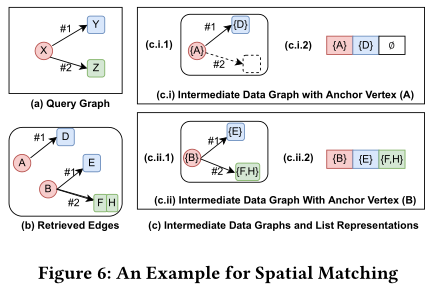 X
#1
Y
#2
Z
(a) Query Graph
A
#1
D
B
#1
E
#2
F H
(b) Retrieved Edges
(c.i.1)
{A}
#1
{D}
#2
(c.i.2)
{A} {D} ∅
(c.i) Intermediate Data Graph with Anchor Vertex (A)
(c.ii.1)
{B}
#1
{E}
#2
{F,H}
(c.ii.2)
{B} {E} {F,H}
(c.ii) Intermediate Data Graph With Anchor Vertex (B)
(c) Intermediate Data Graphs and List Representations
Figure 6: An Example for Spatial Matching